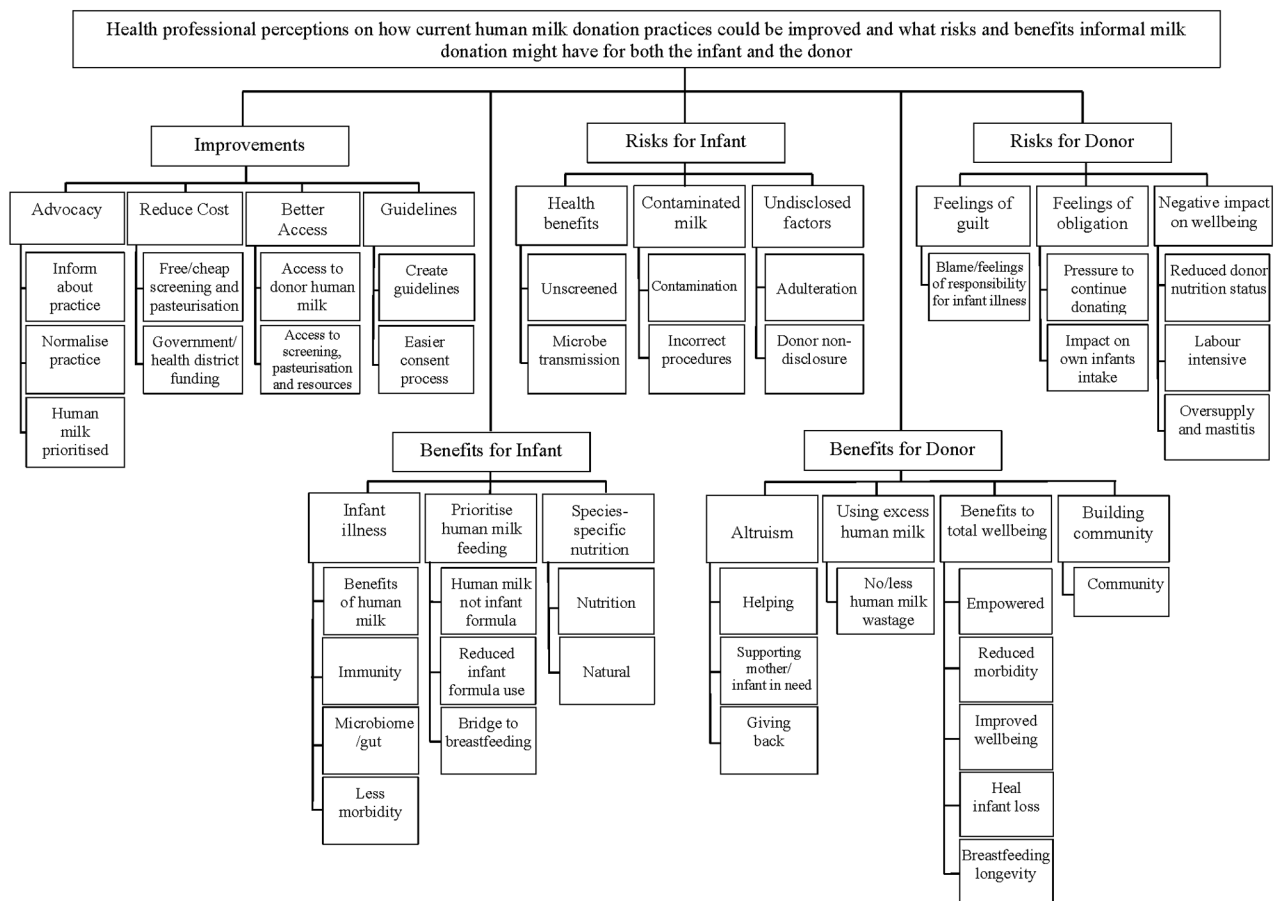 Health professional perceptions on how current human milk donation practices could be improved and what risks and benefits informal milk
donation might have for both the infant and the donor
Improvements
Advocacy
Inform
about
practice
Normalise
practice
Human
milk
prioritised
Reduce Cost
Free/cheap
screening and
pasteurisation
Government/
health district
funding
Better
Access
Access to
donor human
milk
Access to
screening,
pasteurisation
and resources
Guidelines
Create
guidelines
Easier
consent
process
Risks for Infant
Health
benefits
Unscreened
Microbe
transmission
Contaminated
milk
Contamination
Incorrect
procedures
Undisclosed
factors
Adulteration
Donor non-
disclosure
Risks for Donor
Feelings of
guilt
Blame/feelings
of responsibility
for infant illness
Feelings of
obligation
Pressure to
continue
donating
Impact on
own infants
intake
Negative impact
on wellbeing
Reduced donor
nutrition status
Labour
intensive
Oversupply
and mastitis
Benefits for Infant
Infant
illness
Benefits
of human
milk
Immunity
Microbiome
/gut
Less
morbidity
Prioritise
human milk
feeding
Human milk
not infant
formula
Reduced
infant
formula use
Bridge to
breastfeeding
Species-
specific
nutrition
Nutrition
Natural
Benefits for Donor
Altruism
Helping
Supporting
mother/
infant in need
Giving
back
Using excess
human milk
No/less
human milk
wastage
Benefits to
total wellbeing
Empowered
Reduced
morbidity
Improved
wellbeing
Heal
infant loss
Breastfeeding
longevity
Building
community
Community